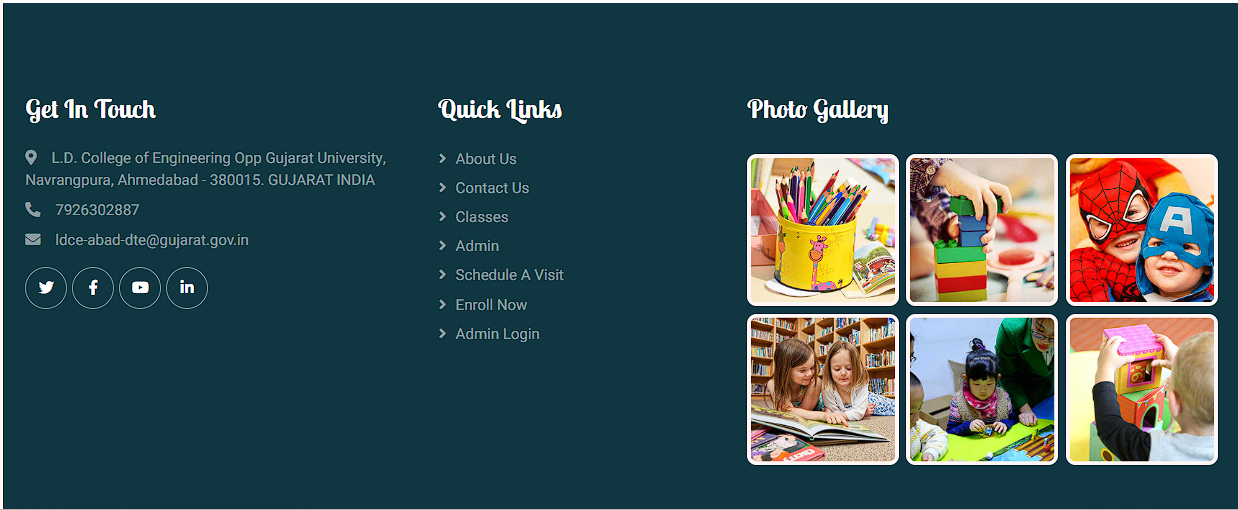 Get In Touch
L.D. College of Engineering Opp Gujarat University,
Navrangpura, Ahmedabad - 380015. GUJARAT INDIA
7926302887
ldce-abad-dte@gujarat.gov.in
Quick Links
About Us
Contact Us
Classes
Admin
Schedule A Visit
Enroll Now
Admin Login
Photo Gallery
A